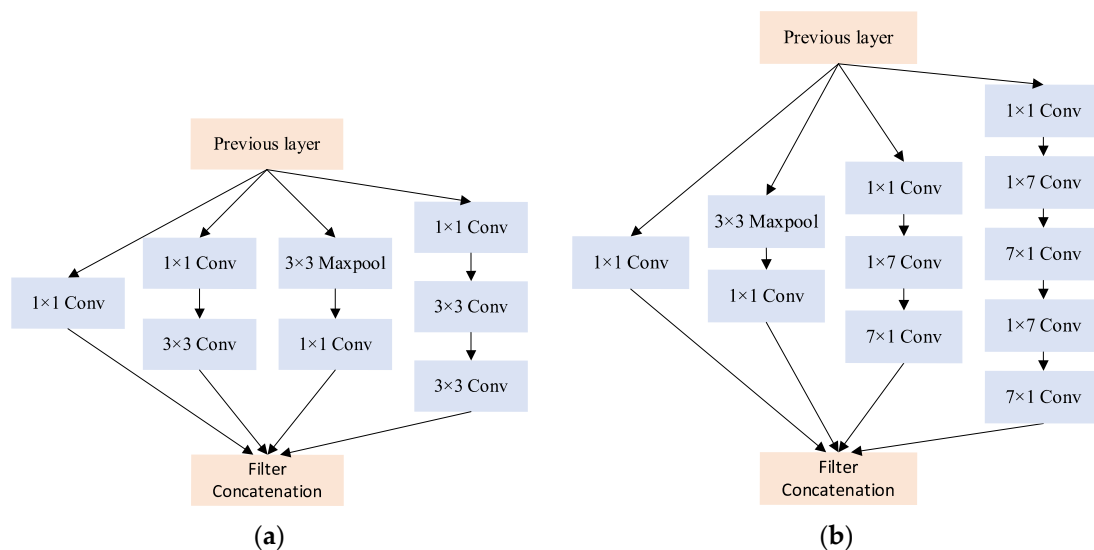 Previous layer
1×1 Conv
1×1 Conv
3×3 Conv
3×3 Maxpool
1×1 Conv
1×1 Conv
3×3 Conv
3×3 Conv
Filter
Concatenation
(a)
Previous layer
1×1 Conv
3×3 Maxpool
1×1 Conv
1×1 Conv
1×7 Conv
7×1 Conv
1×1 Conv
1×7 Conv
7×1 Conv
1×7 Conv
7×1 Conv
Filter
Concatenation
(b)